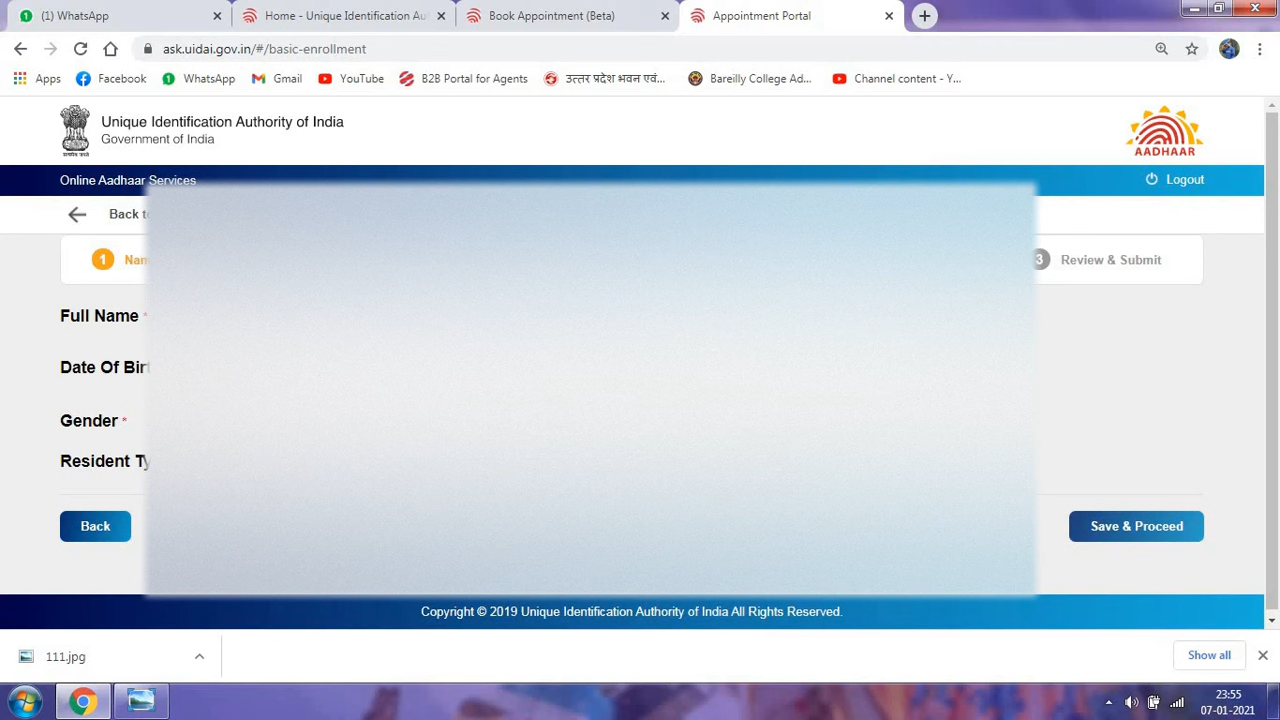 (1) WhatsApp
Home - Unique Identification Au
Book Appointment (Beta)
Appointment Portal
ask.uidai.gov.in/#/basic-enrollment
Apps
Facebook
WhatsApp
Gmail
YouTube
B2B Portal for Agents
उत्तर प्रदेश भवन एवं...
Bareilly College Ad...
Channel content - Y...
Unique Identification Authority of India
Government of India
AADHAAR
Online Aadhaar Services
Logout
Back
1
3 Review & Submit
Full Name *
Date Of
Gender *
Resident
Back
Save & Proceed
Copyright © 2019 Unique Identification Authority of India All Rights Reserved.
111.jpg
Show all
23:55
07-01-2021